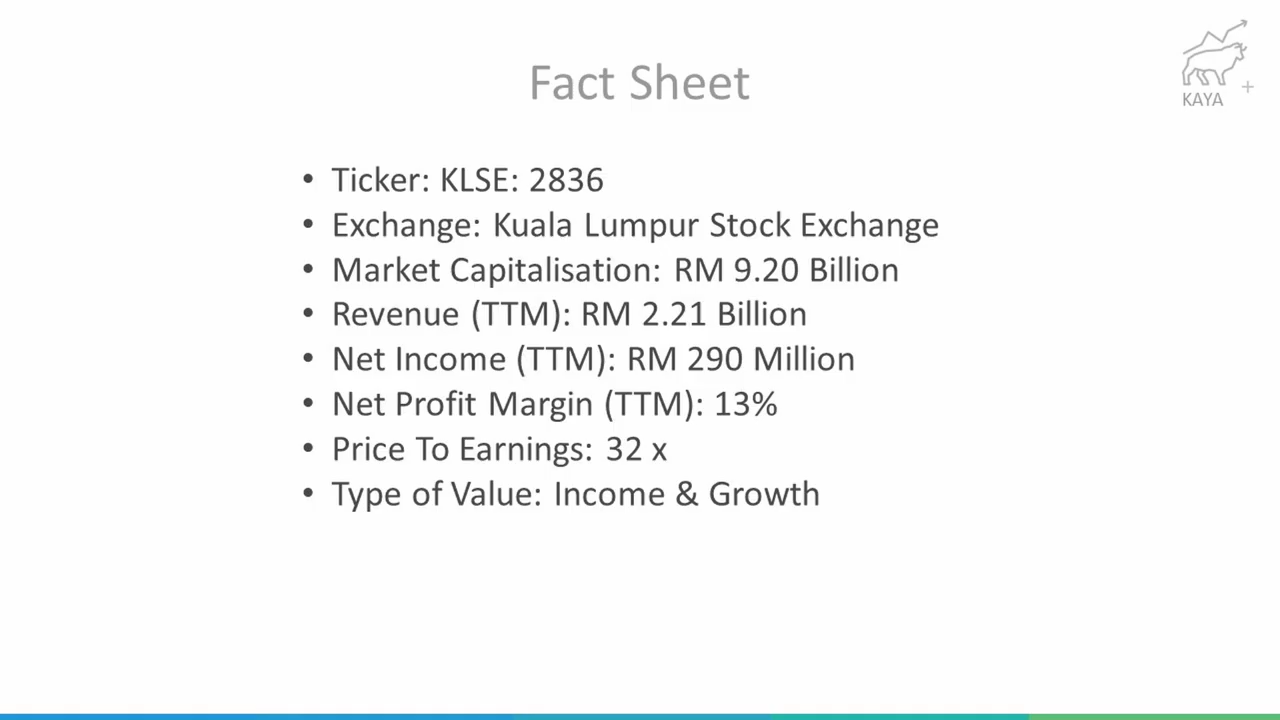 Fact Sheet
KAYA +
• Ticker: KLSE: 2836
• Exchange: Kuala Lumpur Stock Exchange
• Market Capitalisation: RM 9.20 Billion
• Revenue (TTM): RM 2.21 Billion
• Net Income (TTM): RM 290 Million
• Net Profit Margin (TTM): 13%
• Price To Earnings: 32 x
• Type of Value: Income & Growth